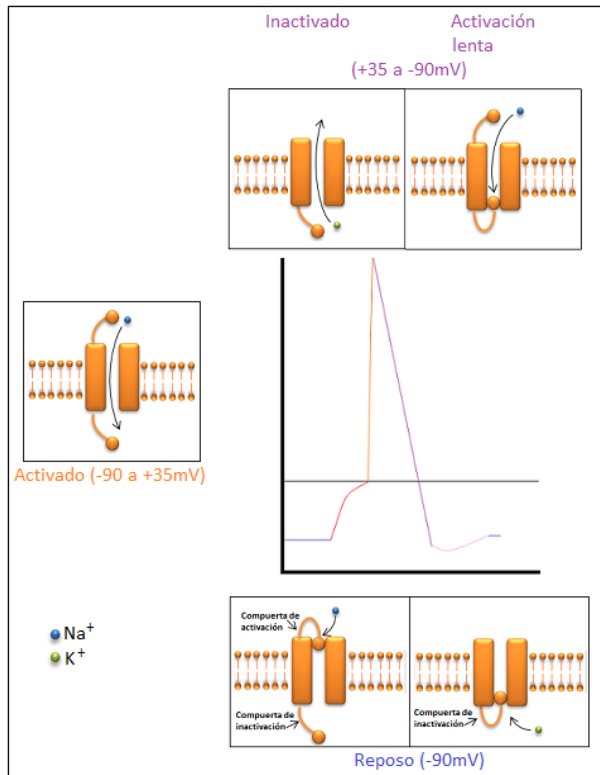 Inactivado
Activación
lenta
(+35 a -90mV)
Activado (-90 a +35mV)
Na+
K+
Compuerta de
activación
Compuerta de
inactivación
Compuerta de
inactivación
Reposo (-90mV)